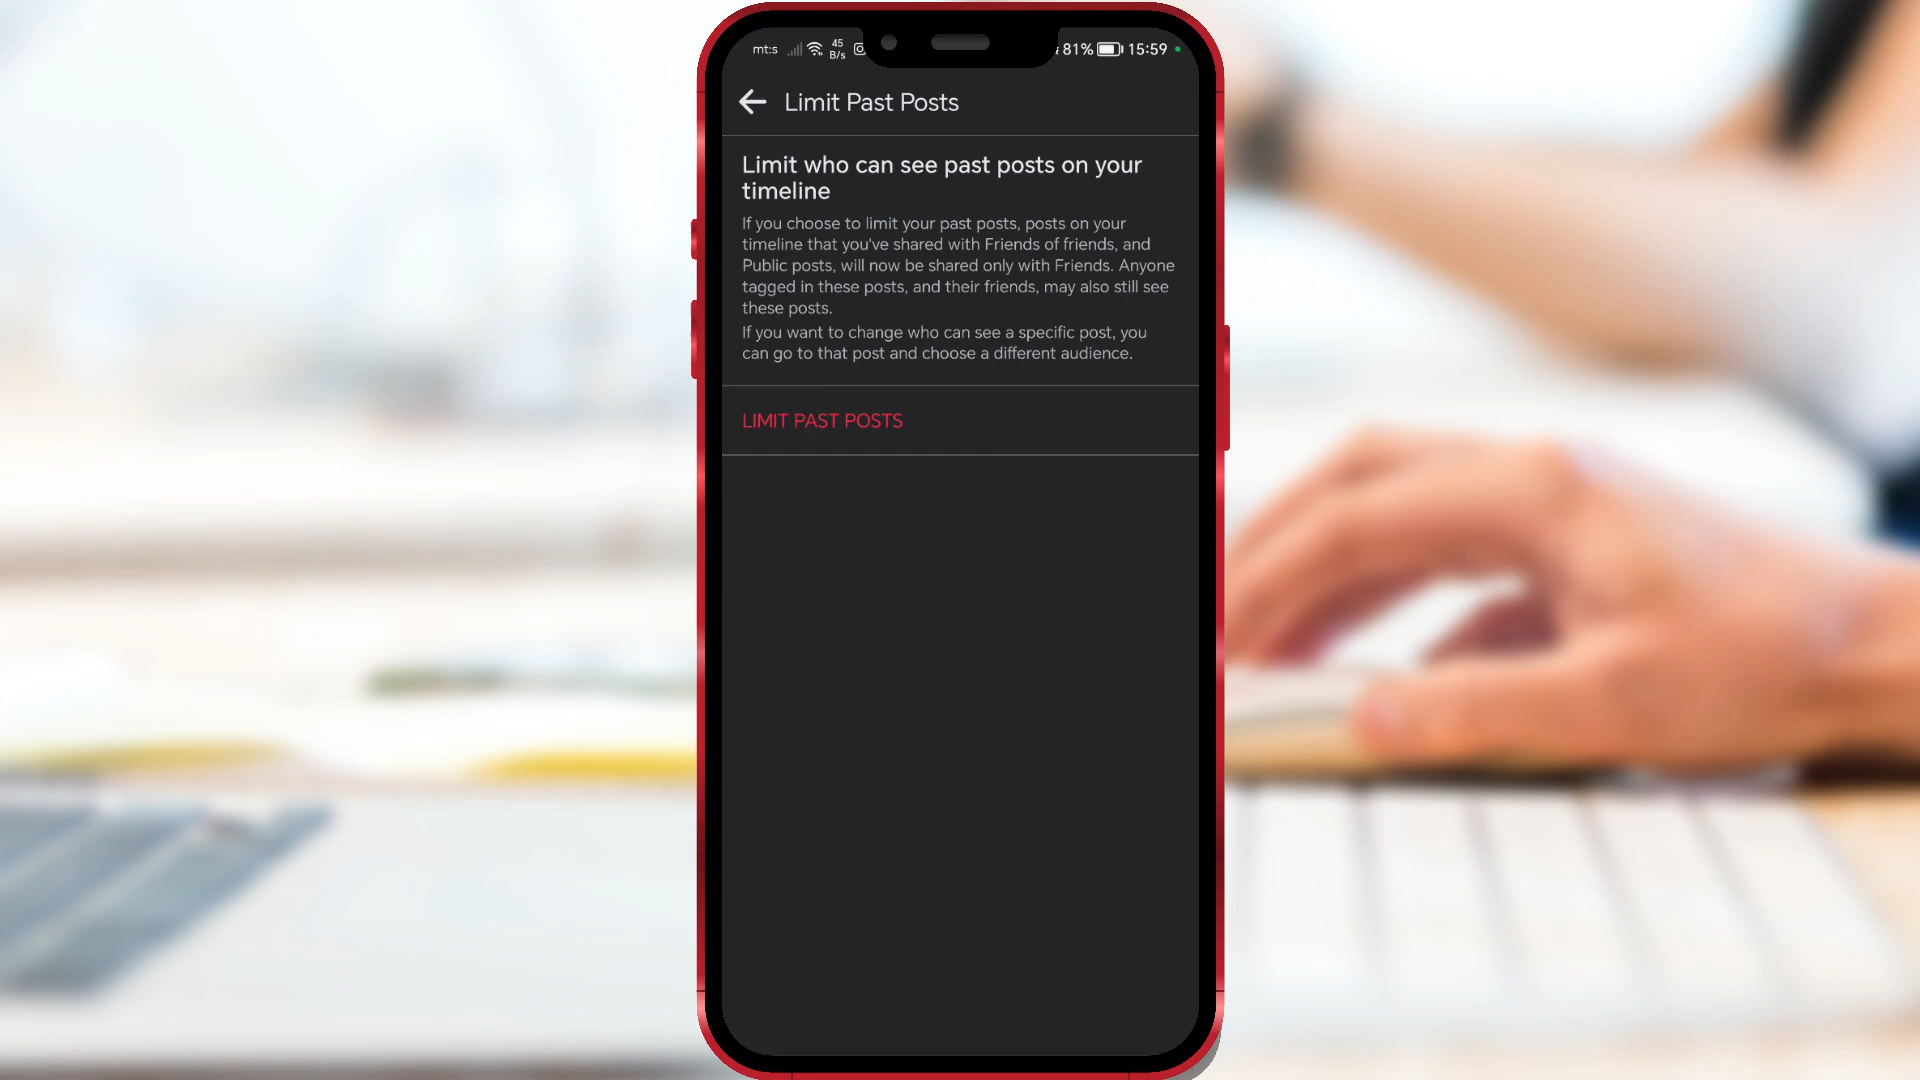 mt:s 45 B/s 81% 15:59
Limit Past Posts
Limit who can see past posts on your
timeline
If you choose to limit your past posts, posts on your
timeline that you've shared with Friends of friends, and
Public posts, will now be shared only with Friends. Anyone
tagged in these posts, and their friends, may also still see
these posts.
If you want to change who can see a specific post, you
can go to that post and choose a different audience.
LIMIT PAST POSTS